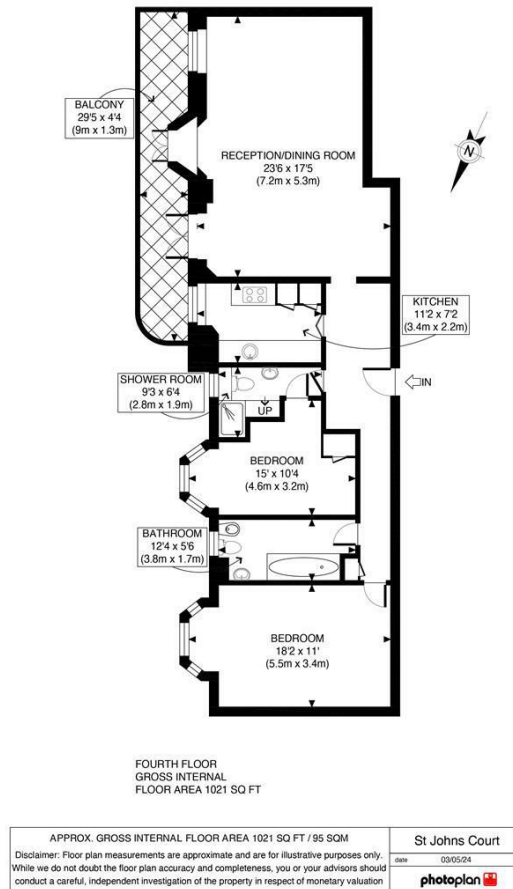 BALCONY
29'5 x 4'4
(9m x 1.3m)
RECEPTION/DINING ROOM
23'6 x 17'5
(7.2m x 5.3m)
N
KITCHEN
11'2 x 7'2
(3.4m x 2.2m)
SHOWER ROOM
9'3 x 6'4
(2.8m x 1.9m)
UP
IN
BEDROOM
15' x 10'4
(4.6m x 3.2m)
BATHROOM
12'4 x 5'6
(3.8m x 1.7m)
BEDROOM
18'2 x 11'
(5.5m x 3.4m)
FOURTH FLOOR
GROSS INTERNAL
FLOOR AREA 1021 SQ FT
APPROX. GROSS INTERNAL FLOOR AREA 1021 SQ FT / 95 SQM
Disclaimer: Floor plan measurements are approximate and are for illustrative purposes only.
While we do not doubt the floor plan accuracy and completeness, you or your advisors should
conduct a careful, independent investigation of the property in respect of monetary valuation
St Johns Court
date 03/05/24
photoplan